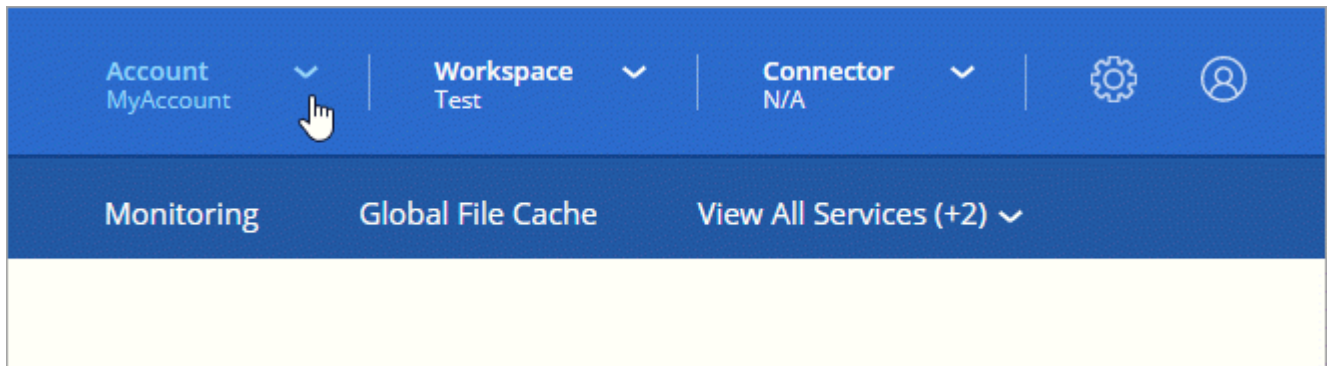 Account
MyAccount
Workspace
Test
Connector
N/A
Monitoring
Global File Cache
View All Services (+2)